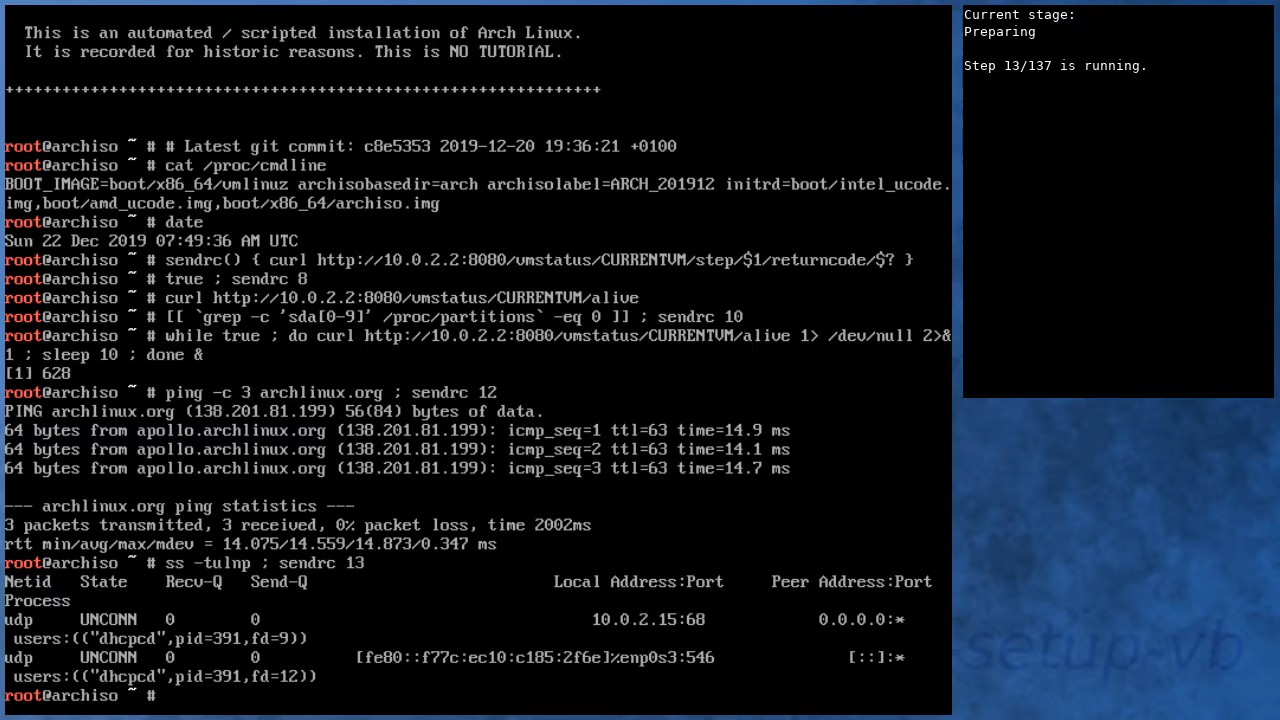 This is an automated / scripted installation of Arch Linux.
It is recorded for historic reasons. This is NO TUTORIAL.
+++++++++++++++++++++++++++++++++++++++++++++++++++++++++++++++
root@archiso ~ # # Latest git commit: c8e5353 2019-12-20 19:36:21 +0100
root@archiso ~ # cat /proc/cmdline
BOOT_IMAGE=boot/x86_64/vmlinuz archisobasedir=arch archisolabel=ARCH_201912 initrd=boot/intel_ucode.
img,boot/amd_ucode.img,boot/x86_64/archiso.img
root@archiso ~ # date
Sun 22 Dec 2019 07:49:36 AM UTC
root@archiso ~ # sendrc() { curl http://10.0.2.2:8080/vmstatus/CURRENTVM/step/$1/returncode/$? }
root@archiso ~ # true ; sendrc 8
root@archiso ~ # curl http://10.0.2.2:8080/vmstatus/CURRENTVM/alive
root@archiso ~ # [[ `grep -c 'sda[0-9]' /proc/partitions` -eq 0 ]] ; sendrc 10
root@archiso ~ # while true ; do curl http://10.0.2.2:8080/vmstatus/CURRENTVM/alive 1> /dev/null 2>&
1 ; sleep 10 ; done &
[1] 628
root@archiso ~ # ping -c 3 archlinux.org ; sendrc 12
PING archlinux.org (138.201.81.199) 56(84) bytes of data.
64 bytes from apollo.archlinux.org (138.201.81.199): icmp_seq=1 ttl=63 time=14.9 ms
64 bytes from apollo.archlinux.org (138.201.81.199): icmp_seq=2 ttl=63 time=14.1 ms
64 bytes from apollo.archlinux.org (138.201.81.199): icmp_seq=3 ttl=63 time=14.7 ms
--- archlinux.org ping statistics ---
3 packets transmitted, 3 received, 0% packet loss, time 2002ms
rtt min/avg/max/mdev = 14.075/14.559/14.873/0.347 ms
root@archiso ~ # ss -tulnp ; sendrc 13
Netid State Recv-Q Send-Q Local Address:Port Peer Address:Port
Process
udp UNCONN 0 0 10.0.2.15:68 0.0.0.0:*
users:(("dhcpcd",pid=391,fd=9))
udp UNCONN 0 0 [fe80::f77c:ec10:c185:2f6e]%enp0s3:546 [::]:*
users:(("dhcpcd",pid=391,fd=12))
root@archiso ~ #
Current stage:
Preparing
Step 13/137 is running.
-setup-vb